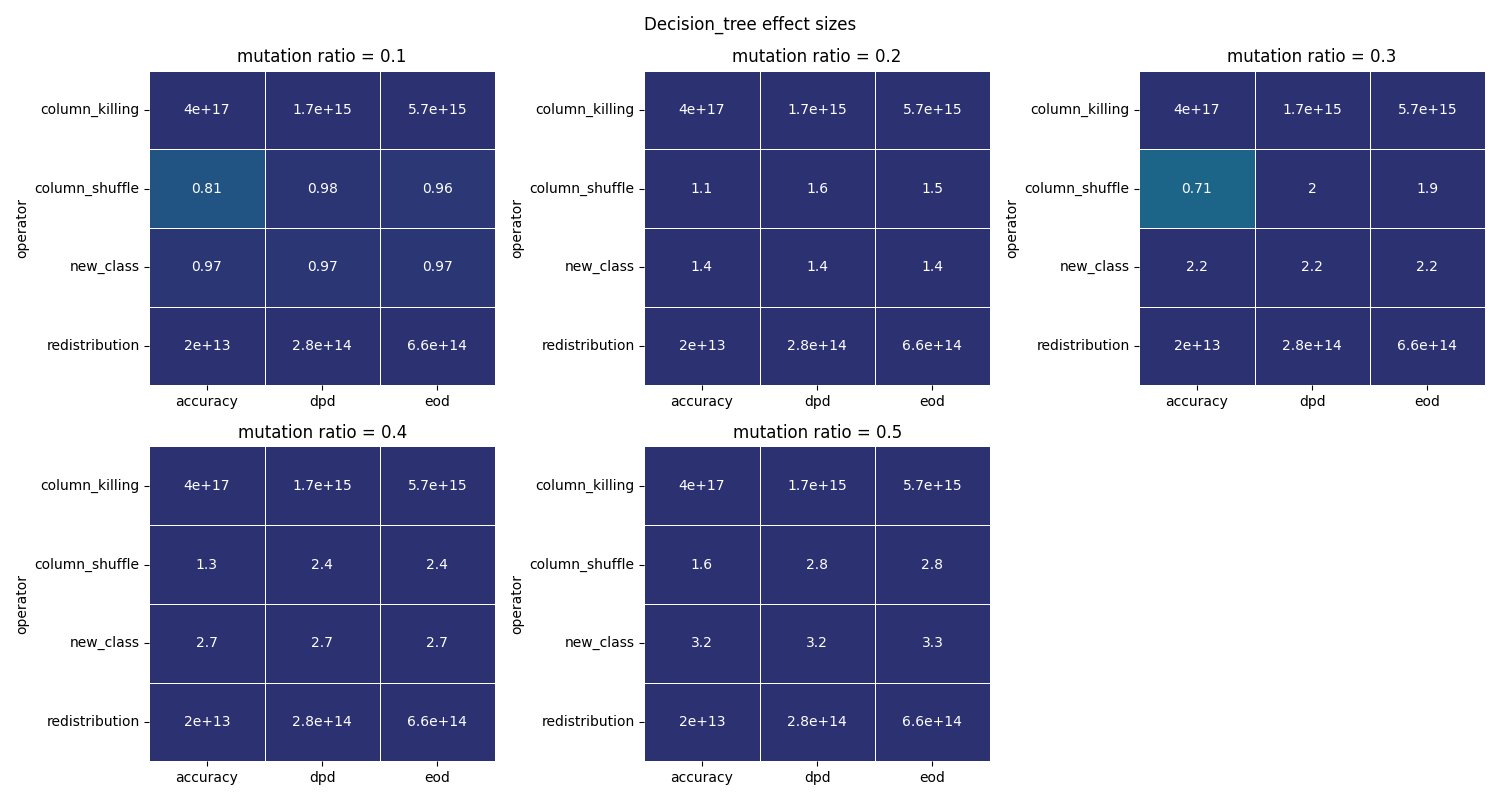 Decision_tree effect sizes
mutation ratio = 0.1
operator
column_killing 4e+17 1.7e+15 5.7e+15
column_shuffle 0.81 0.98 0.96
new_class 0.97 0.97 0.97
redistribution 2e+13 2.8e+14 6.6e+14
accuracy dpd eod
mutation ratio = 0.2
operator
column_killing 4e+17 1.7e+15 5.7e+15
column_shuffle 1.1 1.6 1.5
new_class 1.4 1.4 1.4
redistribution 2e+13 2.8e+14 6.6e+14
accuracy dpd eod
mutation ratio = 0.3
operator
column_killing 4e+17 1.7e+15 5.7e+15
column_shuffle 0.71 2 1.9
new_class 2.2 2.2 2.2
redistribution 2e+13 2.8e+14 6.6e+14
accuracy dpd eod
mutation ratio = 0.4
operator
column_killing 4e+17 1.7e+15 5.7e+15
column_shuffle 1.3 2.4 2.4
new_class 2.7 2.7 2.7
redistribution 2e+13 2.8e+14 6.6e+14
accuracy dpd eod
mutation ratio = 0.5
operator
column_killing 4e+17 1.7e+15 5.7e+15
column_shuffle 1.6 2.8 2.8
new_class 3.2 3.2 3.3
redistribution 2e+13 2.8e+14 6.6e+14
accuracy dpd eod